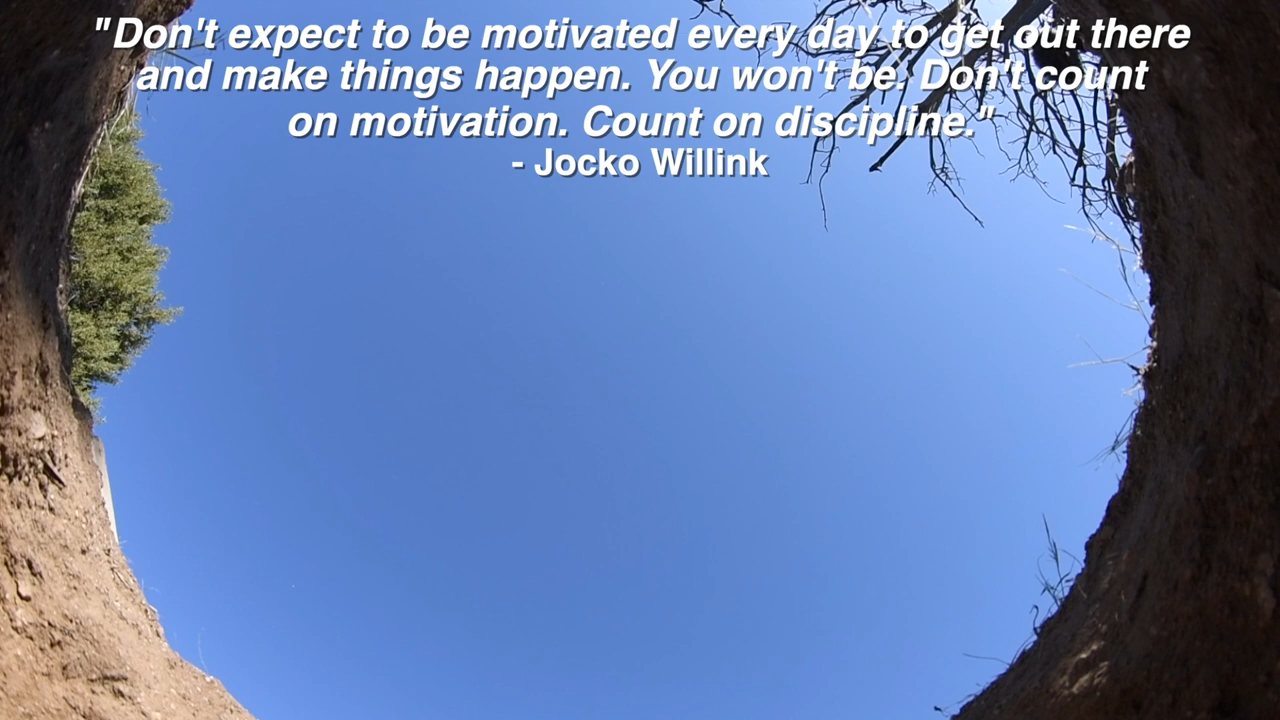 "Don't expect to be motivated every day to get out there
and make things happen. You won't be. Don't count
on motivation. Count on discipline."
- Jocko Willink